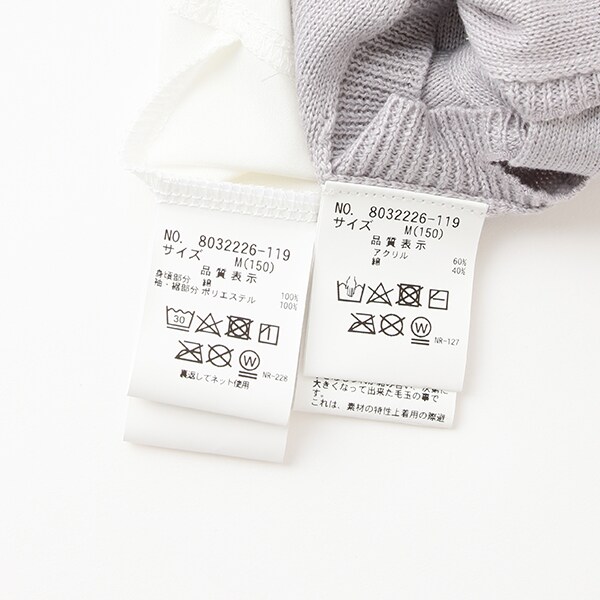 NO. 8032226-119
サイズ M(150)
品質表示
身頃部分 綿 100%
袖・裾部分 ポリエステル 100%
30
W
NR-228
裏返してネット使用
NO. 8032226-119
サイズ M(150)
品質表示
アクリル 60%
綿 40%
W
NR-127
大きくなって出来た毛玉の事で
す。
これは、素材の特性上着用の際避